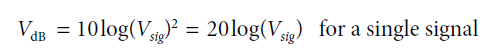 V_dB = 10log(V_sig)² = 20log(V_sig) for a single signal